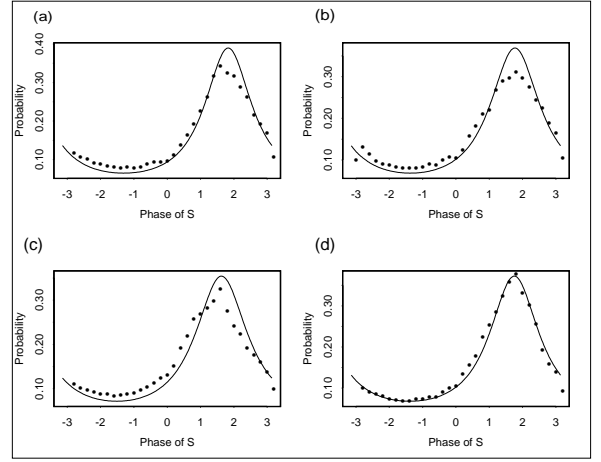 (a)
Probability
0.40
0.30
0.20
0.10
-3 -2 -1 0 1 2 3
Phase of S
(b)
Probability
0.30
0.20
0.10
-3 -2 -1 0 1 2 3
Phase of S
(c)
Probability
0.30
0.20
0.10
-3 -2 -1 0 1 2 3
Phase of S
(d)
Probability
0.30
0.20
0.10
-3 -2 -1 0 1 2 3
Phase of S